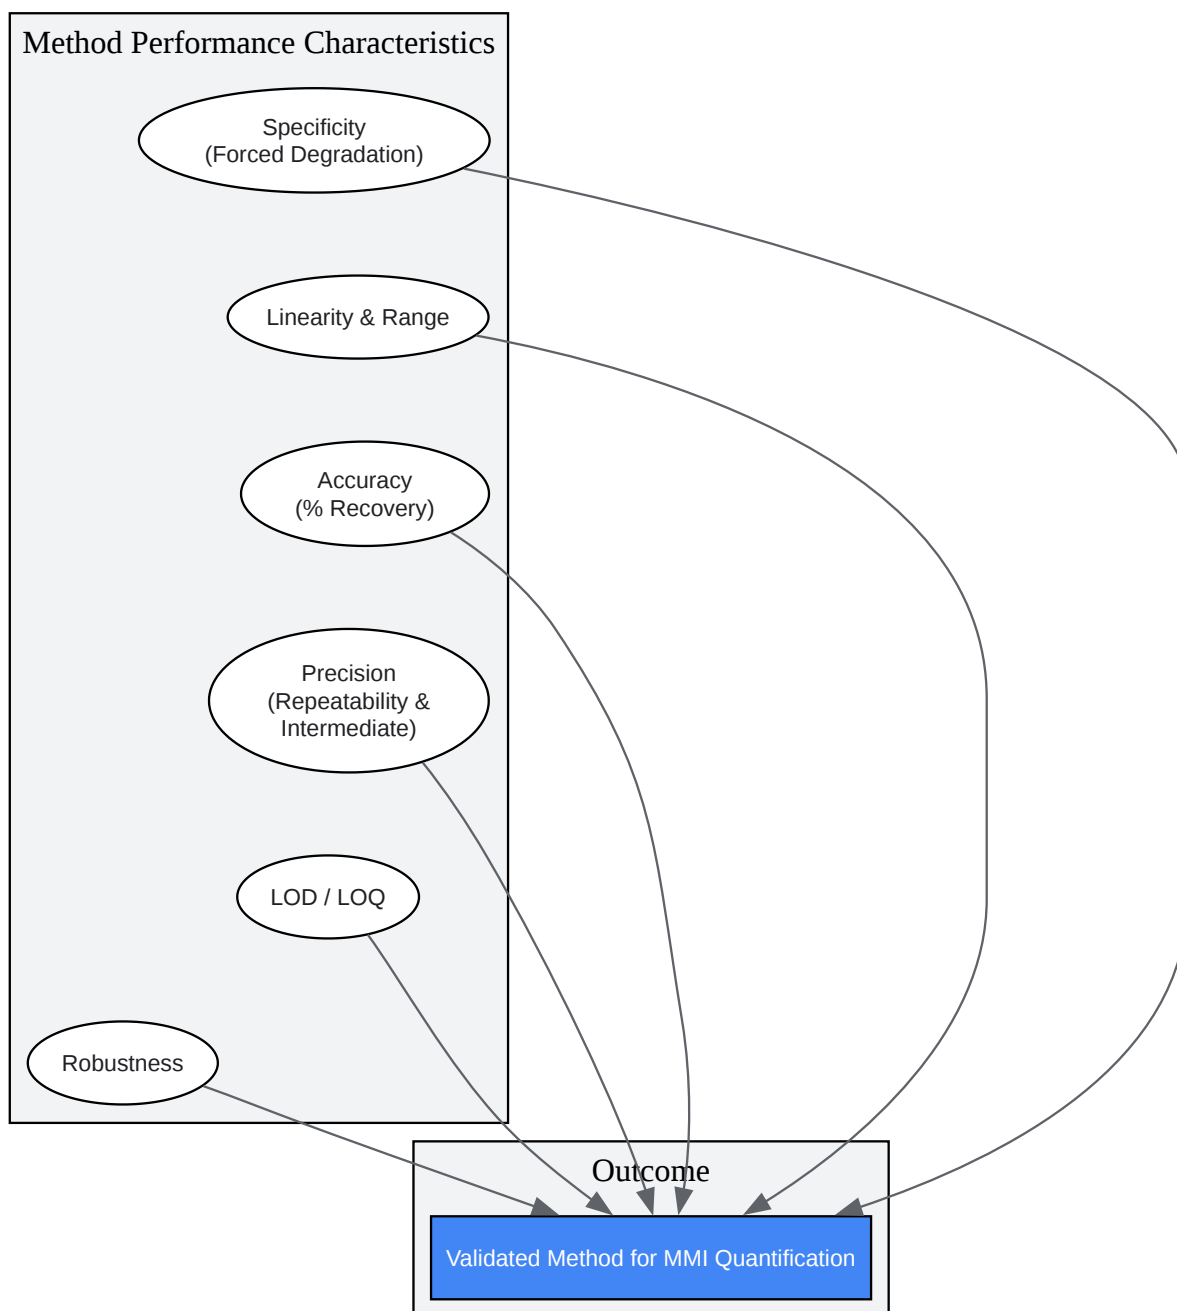 Method Performance Characteristics
Specificity
(Forced Degradation)
Linearity & Range
Accuracy
(% Recovery)
Precision
(Repeatability &
Intermediate)
LOD / LOQ
Robustness
Outcome
Validated Method for MMI Quantification